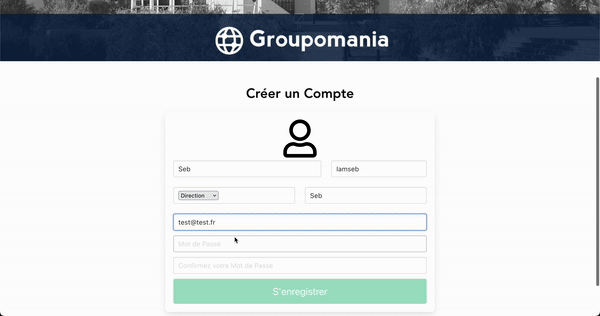 Groupomania
Créer un Compte
Seb
Iamseb
Direction
Seb
test@test.fr
Mot de Passe
Confirmez votre Mot de Passe
S'enregistrer